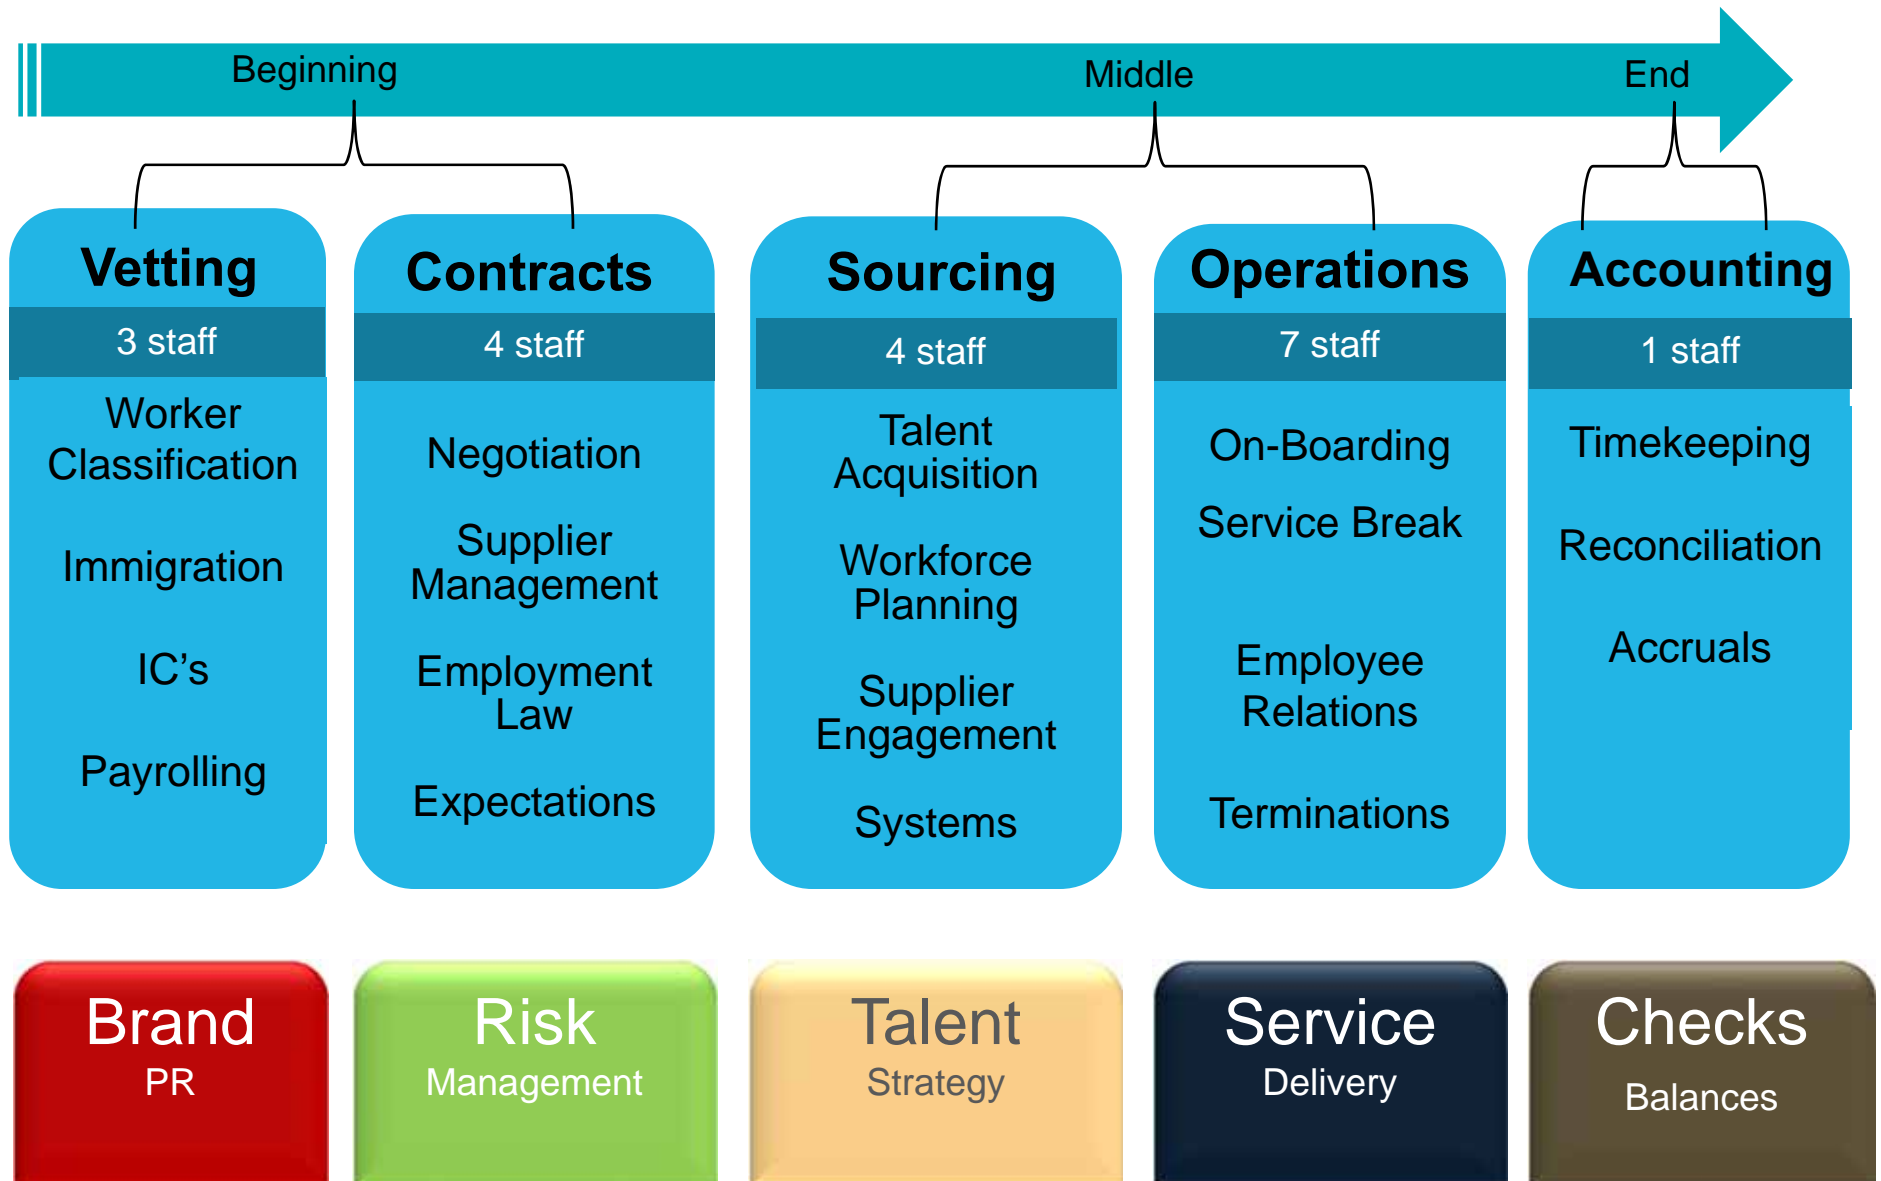 Beginning
Middle
End
Vetting
3 staff
Worker
Classification
Immigration
IC’s
Payrolling
Contracts
4 staff
Negotiation
Supplier
Management
Employment
Law
Expectations
Sourcing
4 staff
Talent
Acquisition
Workforce
Planning
Supplier
Engagement
Systems
Operations
7 staff
On-Boarding
Service Break
Employee
Relations
Terminations
Accounting
1 staff
Timekeeping
Reconciliation
Accruals
Brand
PR
Risk
Management
Talent
Strategy
Service
Delivery
Checks
Balances